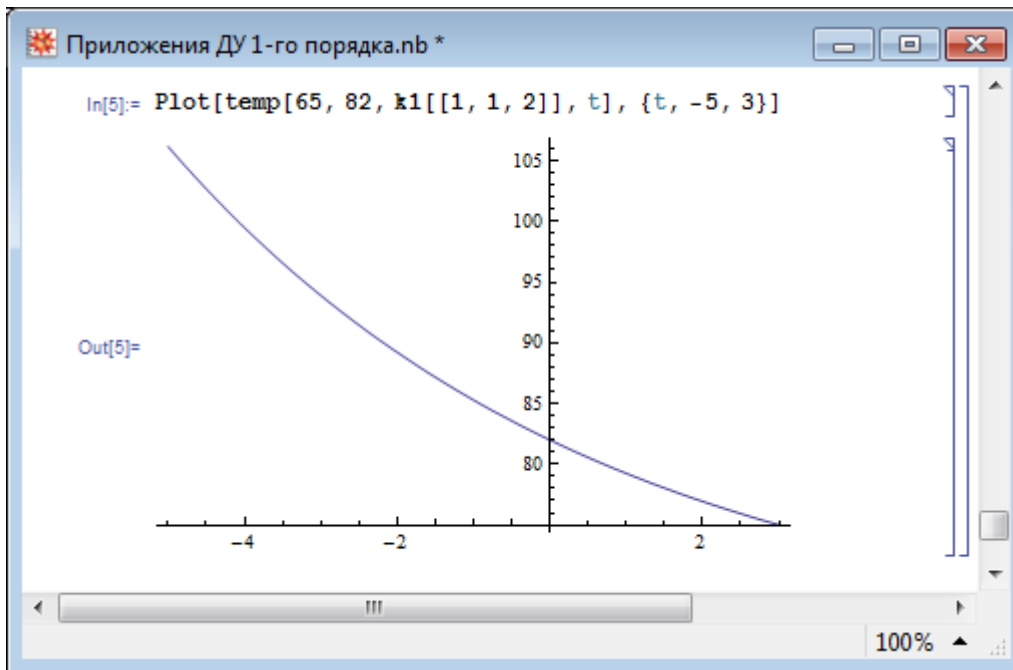 Приложения ДУ 1-го порядка.nb *
In[5]:= Plot[temp[65, 82, k1[[1, 1, 2]], t], {t, -5, 3}]
105
100
95
90
Out[5]=
85
80
-4 -2 2
100%